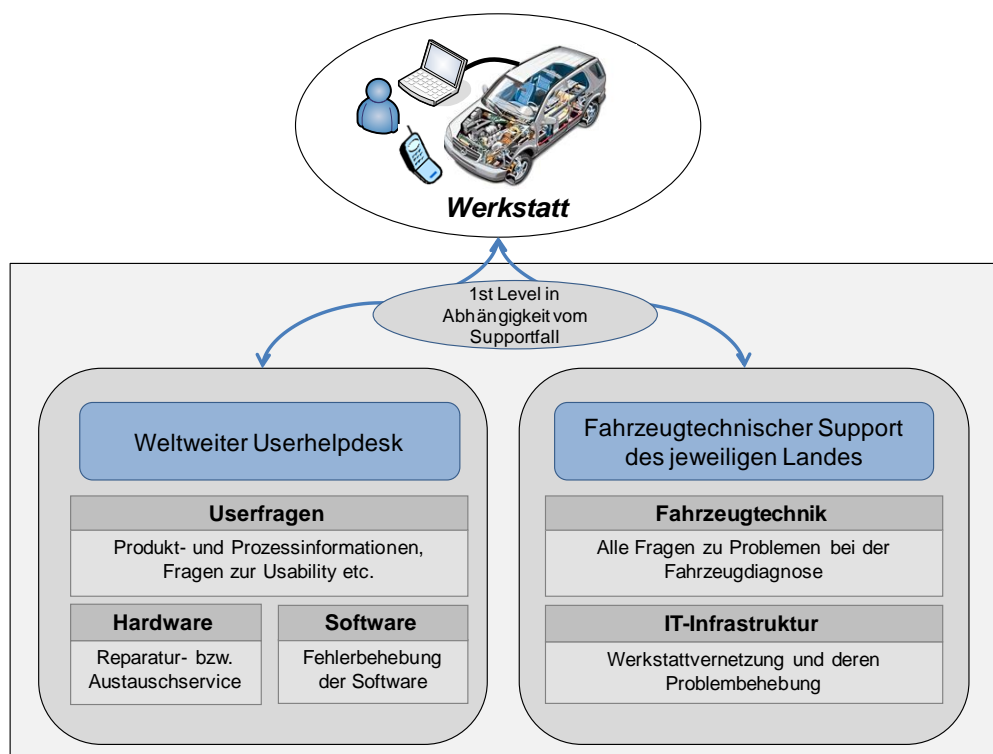 Werkstatt
1st Level in
Abhängigkeit vom
Supportfall
Weltweiter Userhelpdesk
Userfragen
Produkt- und Prozessinformationen,
Fragen zur Usability etc.
Hardware
Reparatur- bzw.
Austauschservice
Software
Fehlerbehebung
der Software
Fahrzeugtechnischer Support
des jeweiligen Landes
Fahrzeugtechnik
Alle Fragen zu Problemen bei der
Fahrzeugdiagnose
IT-Infrastruktur
Werkstattvernetzung und deren
Problembehebung